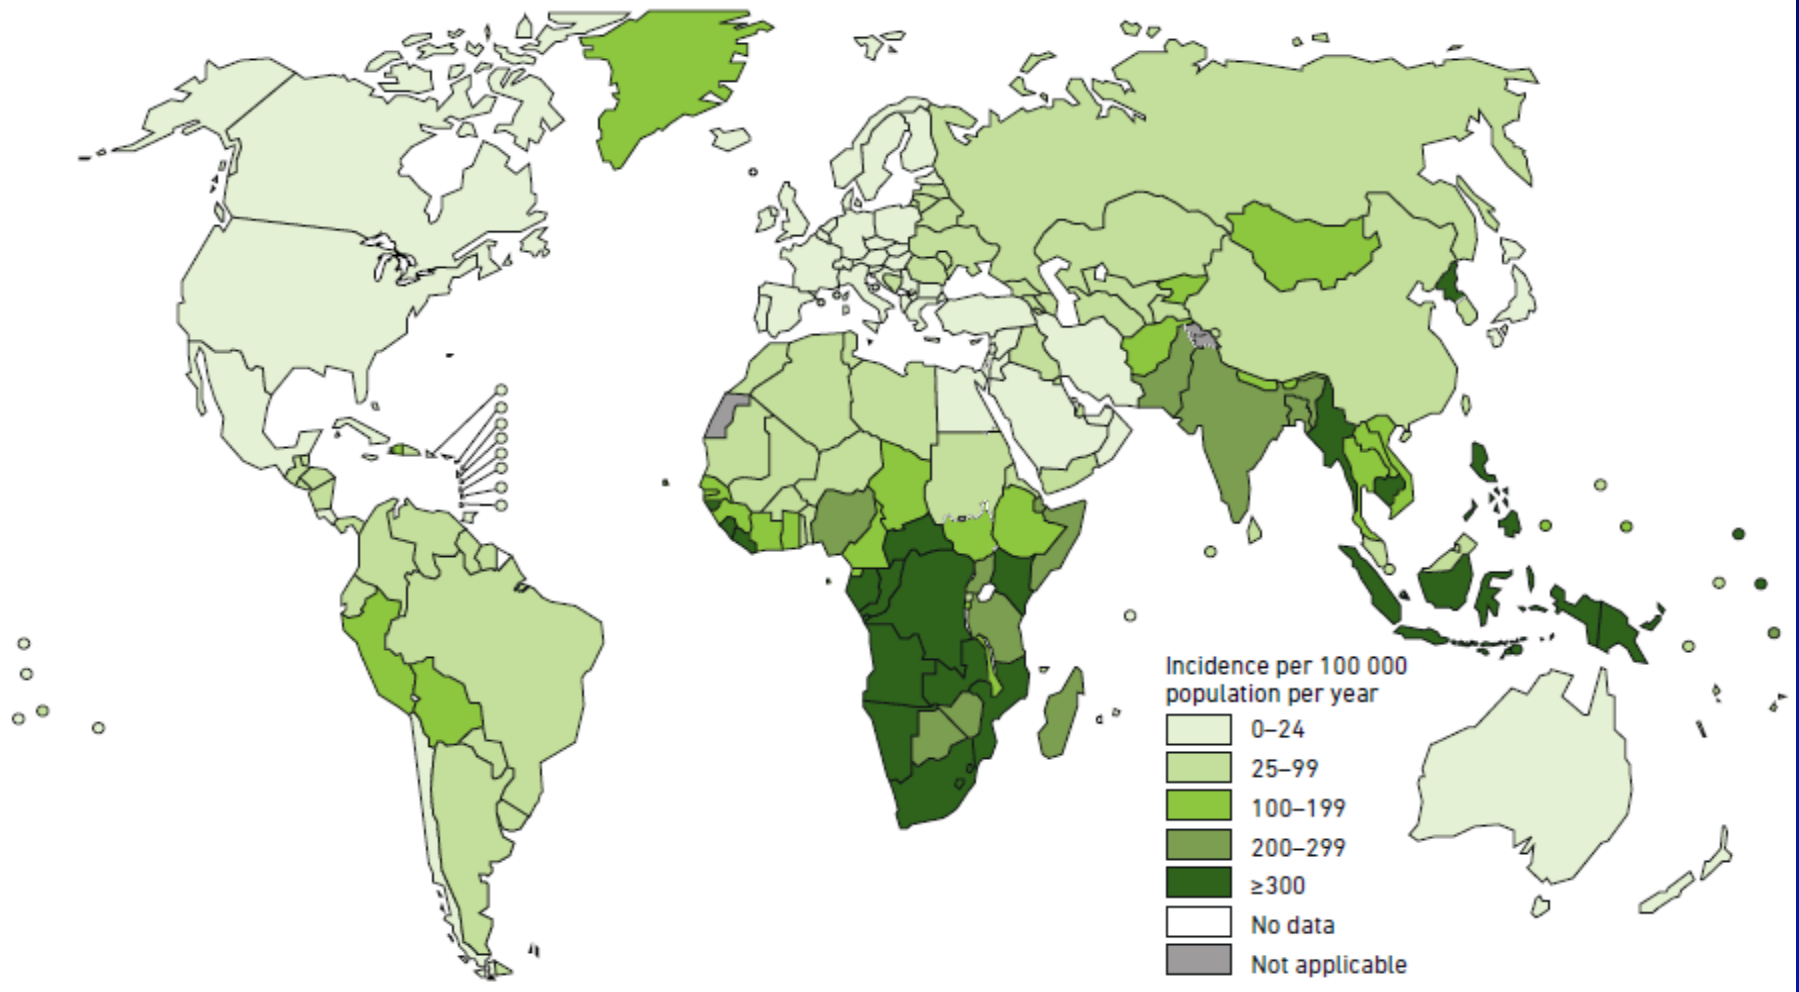 Incidence per 100 000
population per year
0–24
25–99
100–199
200–299
≥300
No data
Not applicable